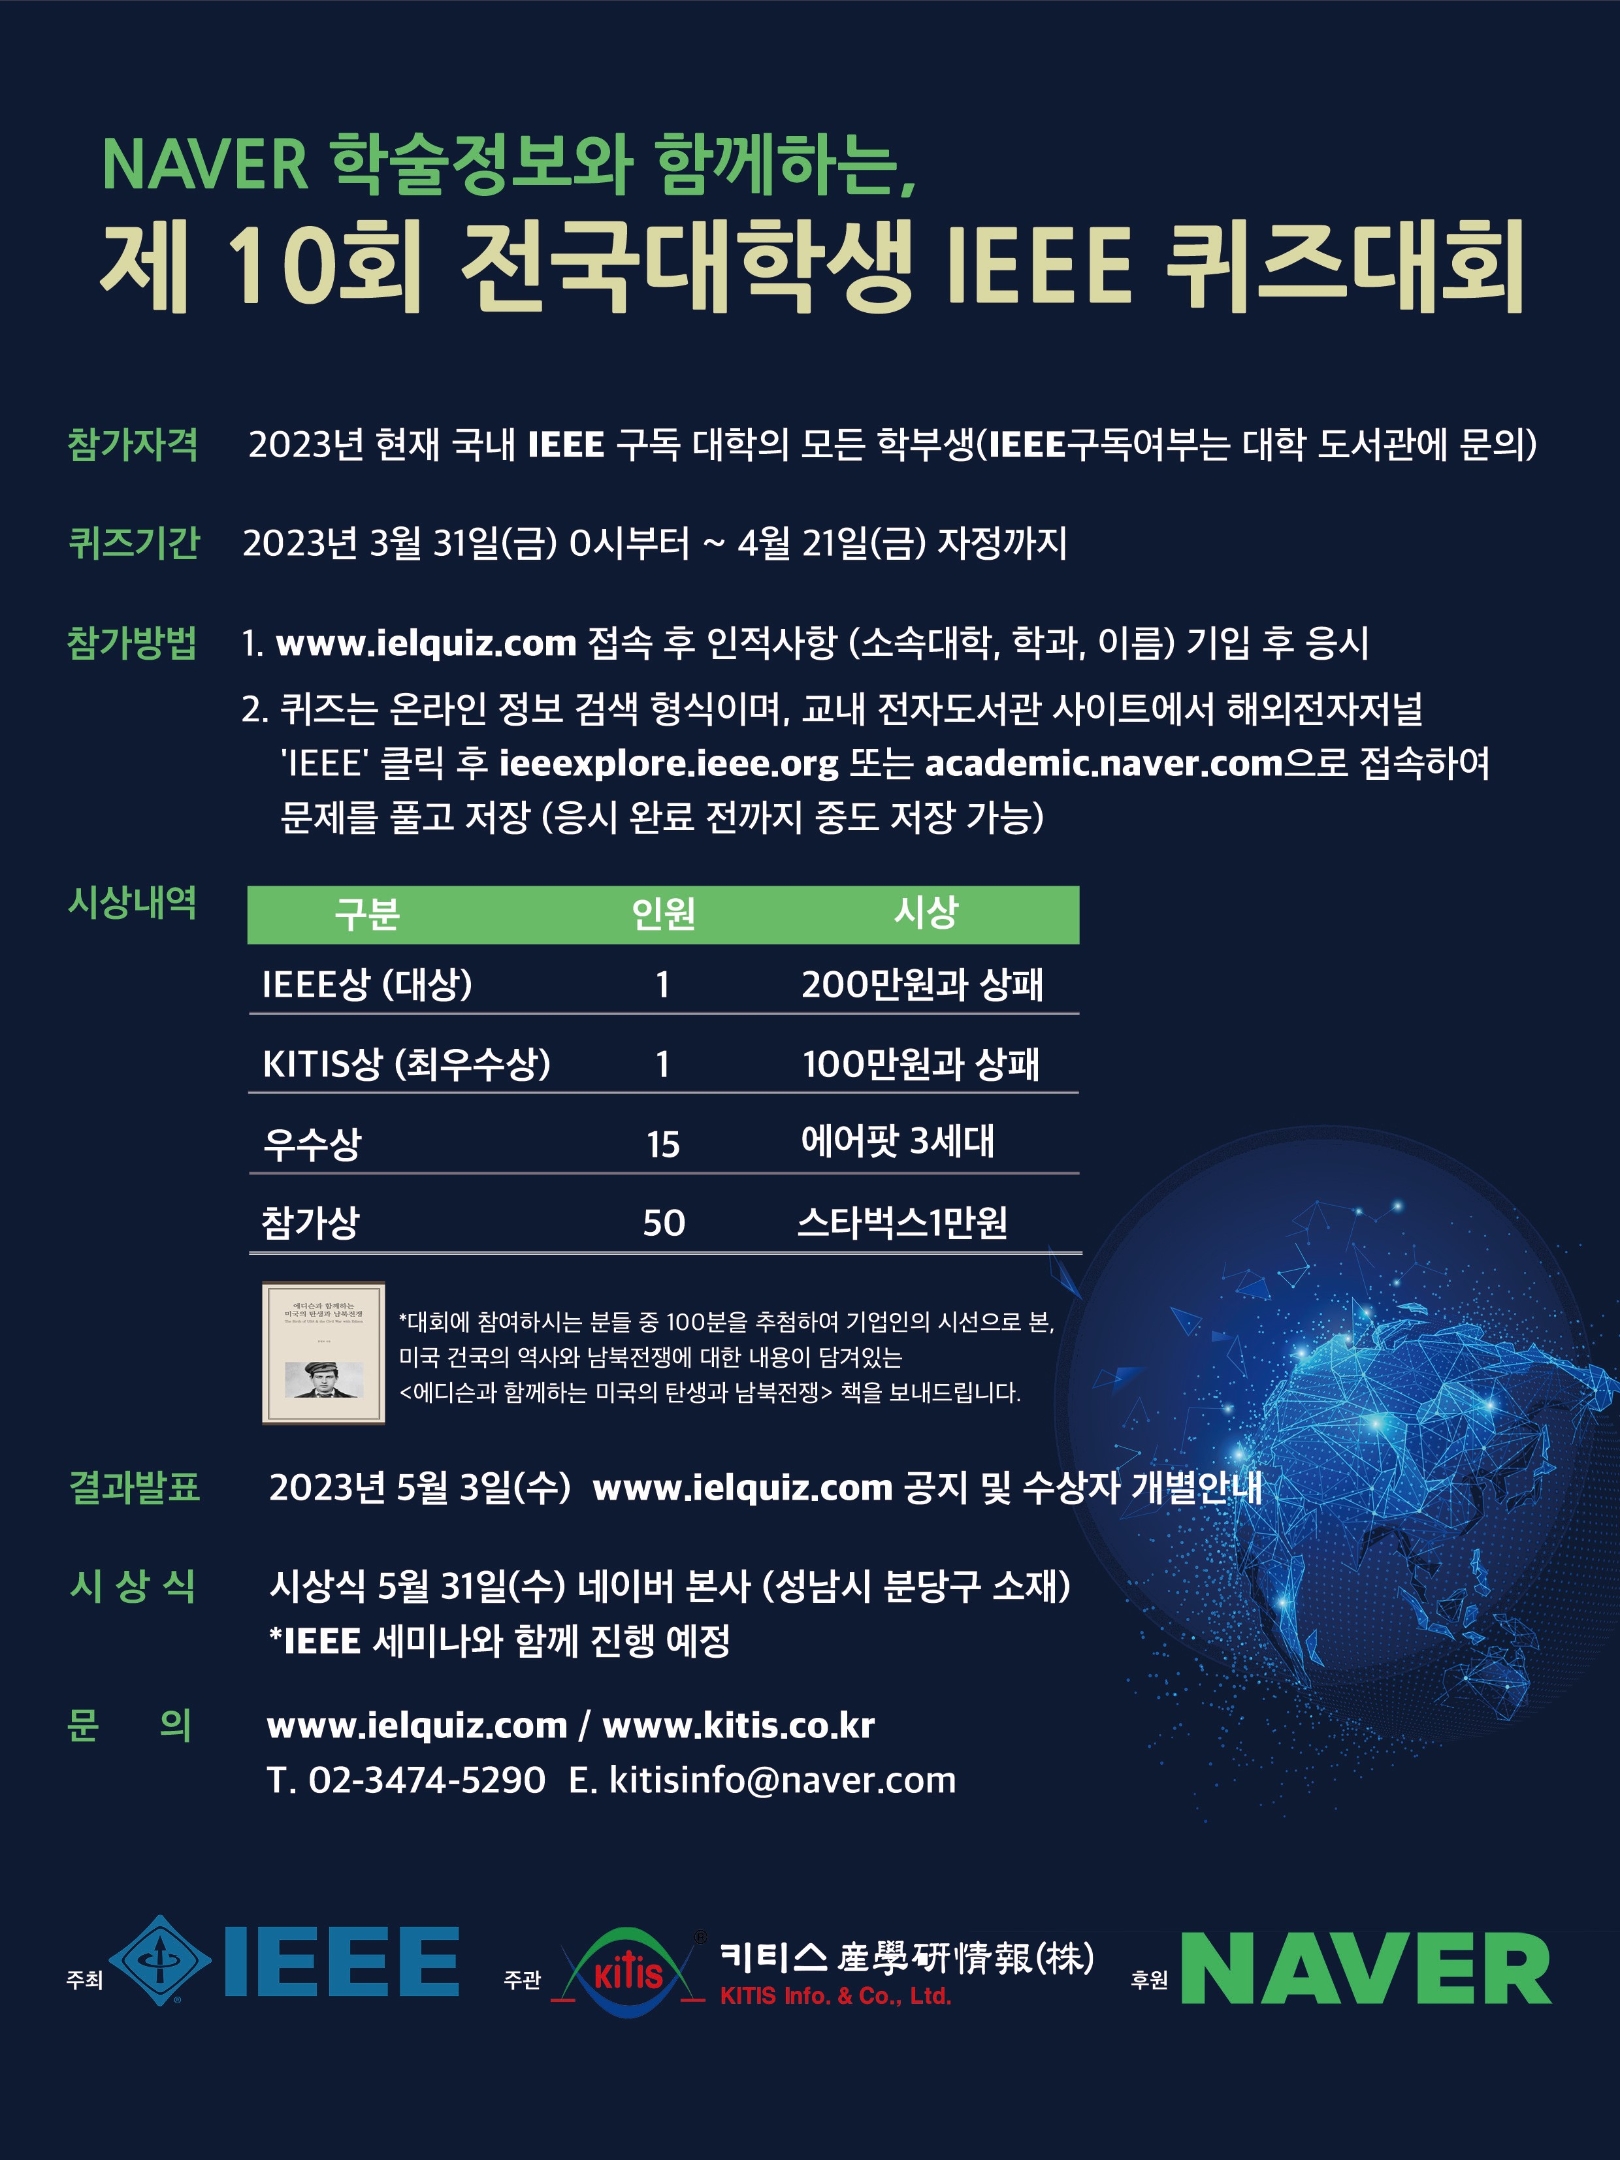 NAVER 학술정보와 함께하는,
제 10회 전국대학생 IEEE 퀴즈대회
참가자격 2023년 현재 국내 IEEE 구독 대학의 모든 학부생(IEEE구독여부는 대학 도서관에 문의)
퀴즈기간 2023년 3월 31일(금) 0시부터 ~ 4월 21일(금) 자정까지
참가방법 1. www.ielquiz.com 접속 후 인적사항 (소속대학, 학과, 이름) 기입 후 응시
2. 퀴즈는 온라인 정보 검색 형식이며, 교내 전자도서관 사이트에서 해외전자저널
'IEEE' 클릭 후 ieeexplore.ieee.org 또는 academic.naver.com으로 접속하여
문제를 풀고 저장 (응시 완료 전까지 중도 저장 가능)
시상내역 구분 인원 시상
IEEE상 (대상) 1 200만원과 상패
KITIS상 (최우수상) 1 100만원과 상패
우수상 15 에어팟 3세대
참가상 50 스타벅스1만원
에디슨과 함께하는
미국의 탄생과 남북전쟁
*대회에 참여하시는 분들 중 100분을 추첨하여 기업인의 시선으로 본,
미국 건국의 역사와 남북전쟁에 대한 내용이 담겨있는
<에디슨과 함께하는 미국의 탄생과 남북전쟁> 책을 보내드립니다.
결과발표 2023년 5월 3일(수) www.ielquiz.com 공지 및 수상자 개별안내
시 상 식 시상식 5월 31일(수) 네이버 본사 (성남시 분당구 소재)
*IEEE 세미나와 함께 진행 예정
문 의 www.ielquiz.com / www.kitis.co.kr
T. 02-3474-5290 E. kitisinfo@naver.com
주최 IEEE ® 주관 KITIS ® 키티스 産學硏情報(株) 후원 NAVER
KITIS Info. & Co., Ltd.